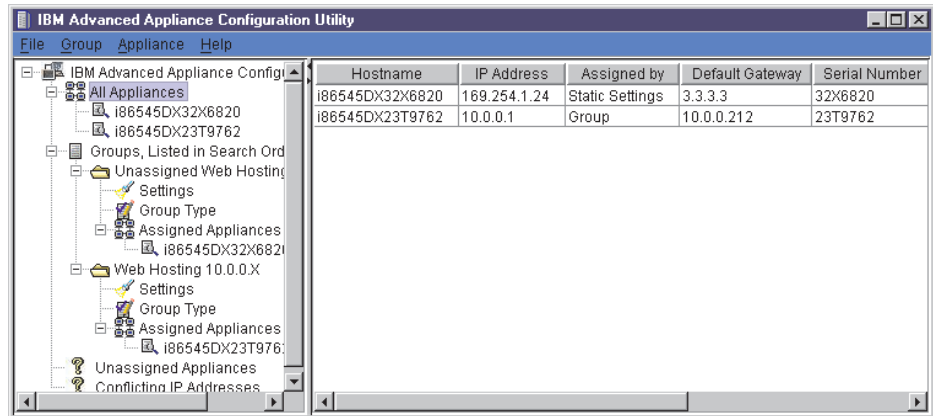 IBM Advanced Appliance Configuration Utility
File Group Appliance Help
IBM Advanced Appliance Configu
All Appliances
i86545DX32X6820
i86545DX23T9762
Groups, Listed in Search Ord
Unassigned Web Hosting
Settings
Group Type
Assigned Appliances
i86545DX32X682
Web Hosting 10.0.0.X
Settings
Group Type
Assigned Appliances
i86545DX23T976
Unassigned Appliances
Conflicting IP Addresses
Hostname IP Address Assigned by Default Gateway Serial Number
i86545DX32X6820 169.254.1.24 Static Settings 3.3.3.3 32X6820
i86545DX23T9762 10.0.0.1 Group 10.0.0.212 23T9762